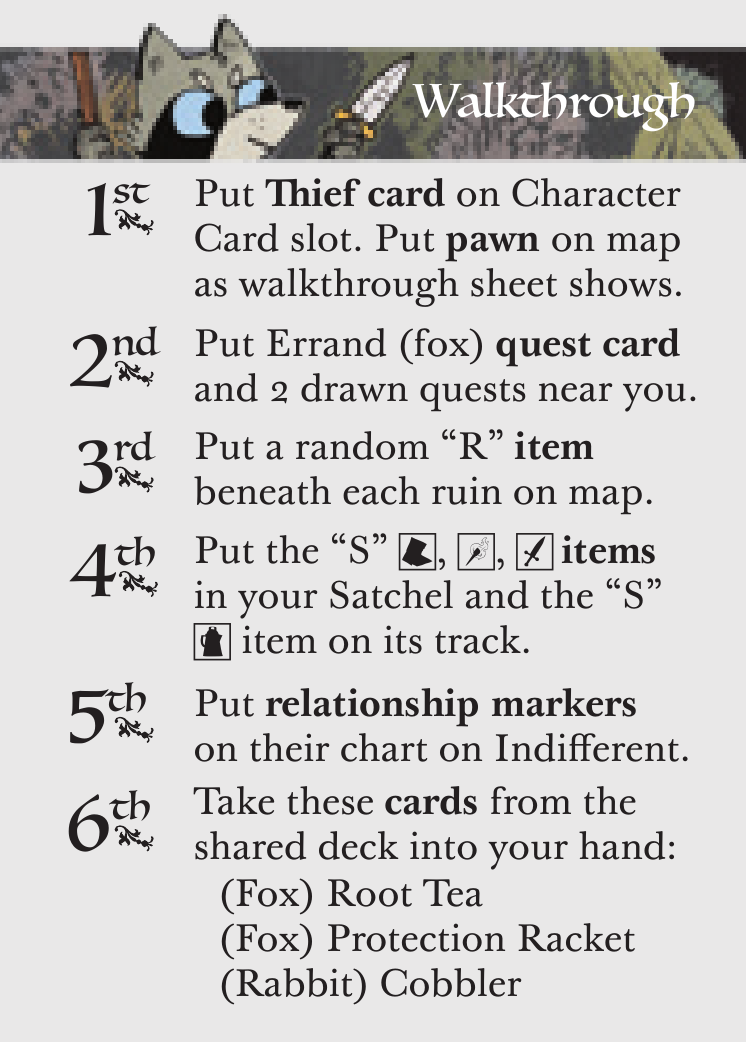 Walkthrough
1st Put Thief card on Character
Card slot. Put pawn on map
as walkthrough sheet shows.
2nd Put Errand (fox) quest card
and 2 drawn quests near you.
3rd Put a random “R” item
beneath each ruin on map.
4th Put the “S” , , items
in your Satchel and the “S”
item on its track.
5th Put relationship markers
on their chart on Indifferent.
6th Take these cards from the
shared deck into your hand:
(Fox) Root Tea
(Fox) Protection Racket
(Rabbit) Cobbler